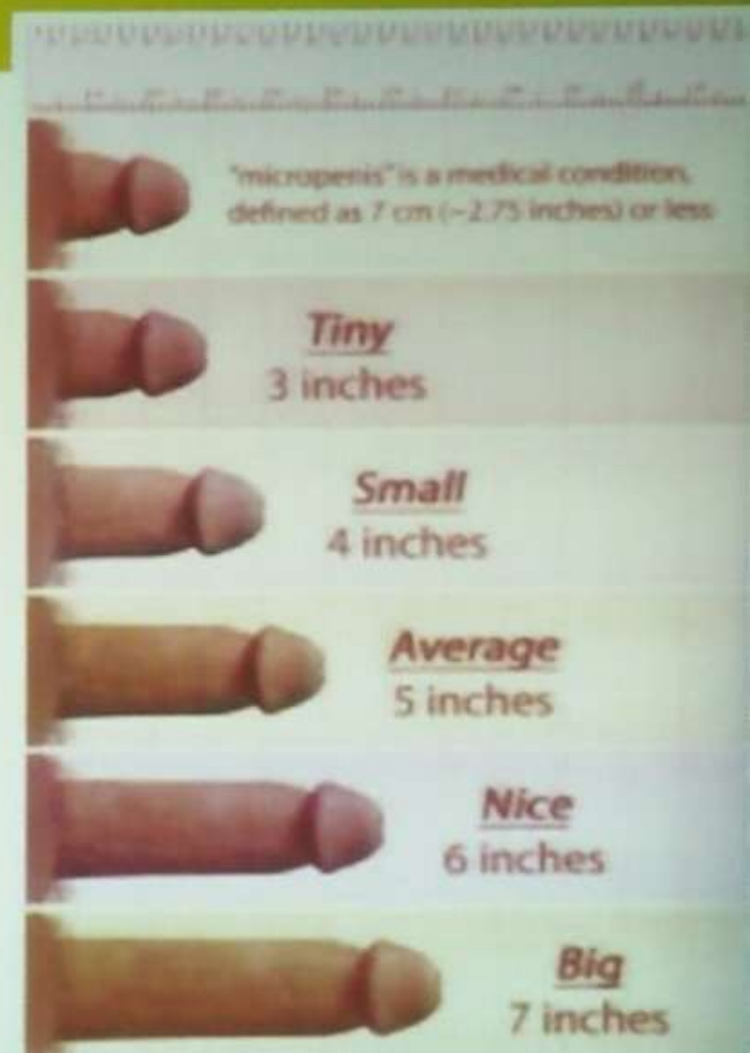 "micropenis" is a medical condition,
defined as 7 cm (~2.75 inches) or less
Tiny
3 inches
Small
4 inches
Average
5 inches
Nice
6 inches
Big
7 inches